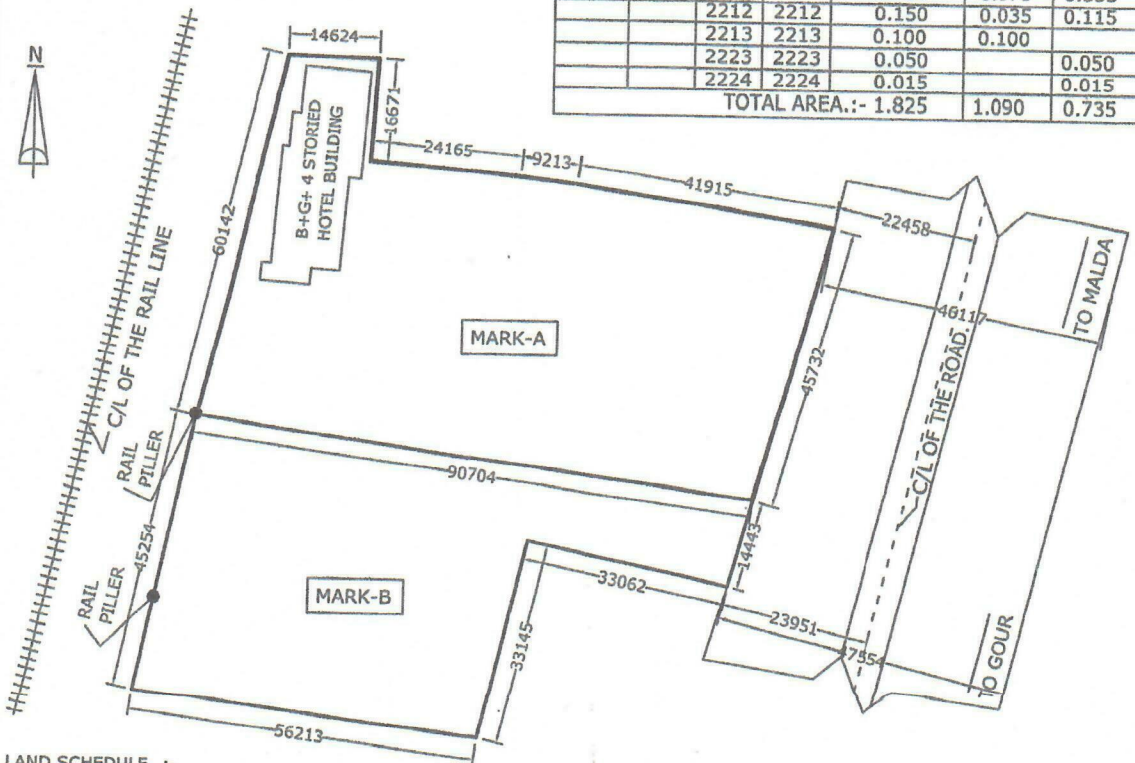 2212 2212 0.150 0.035 0.115
2213 2213 0.100 0.100
2223 2223 0.050 0.050
2224 2224 0.015 0.015
TOTAL AREA.:- 1.825 1.090 0.735
N
14624
16671
24165
9213
41915
22458
46117
TO MALDA
B+G+ 4 STORIED
HOTEL BUILDING
60142
C/L OF THE RAIL LINE
MARK-A
45732
C/L OF THE ROAD.
RAIL
PILLER
90704
14443
45254
33062
RAIL
PILLER
MARK-B
33145
23951
47554
TO GOUR
56213
LAND SCHEDULE